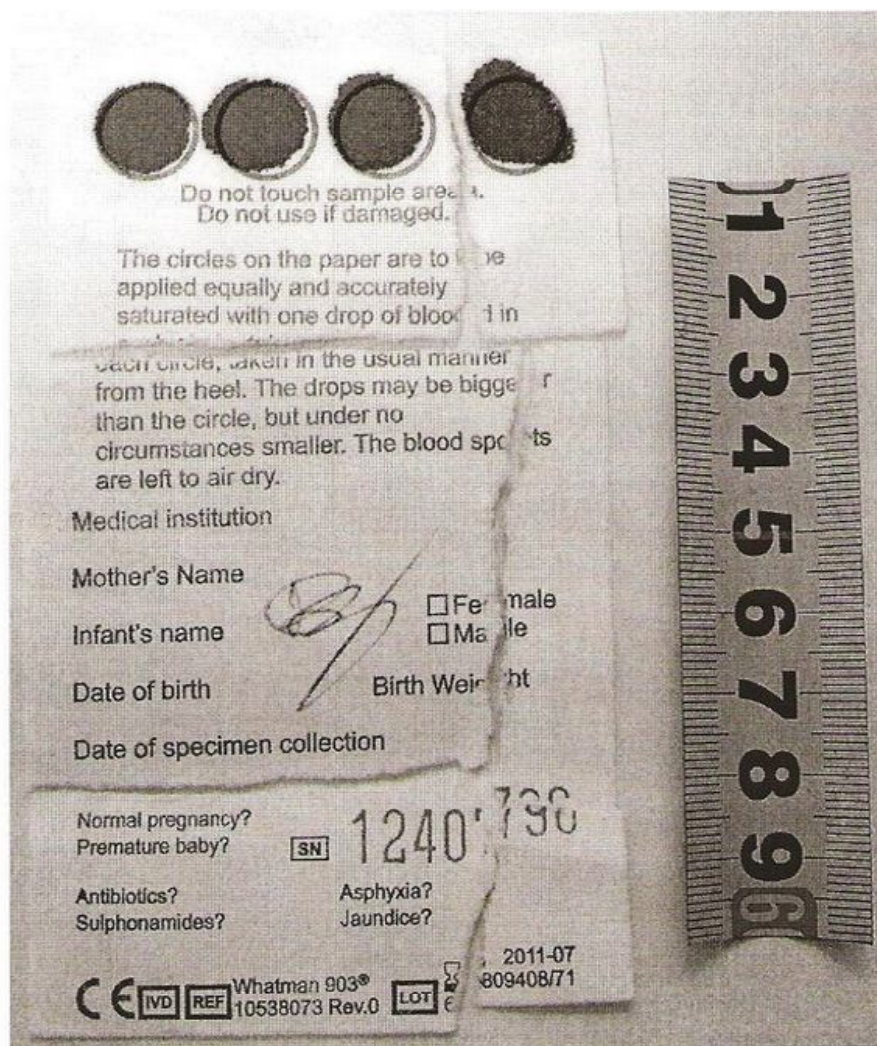 Do not touch sample area.
Do not use if damaged.
The circles on the paper are to be
applied equally and accurately
saturated with one drop of blood in
each circle, taken in the usual manner
from the heel. The drops may be bigger
than the circle, but under no
circumstances smaller. The blood spots
are left to air dry.
Medical institution
Mother's Name
Female
Infant's name
Male
Date of birth
Birth Weight
Date of specimen collection
Normal pregnancy?
Premature baby?
SN 1240
Antibiotics?
Asphyxia?
Sulphonamides?
Jaundice?
2011-07
CE IVD REF Whatman 903®
10538073 Rev.0 LOT 809408/71
1
2
3
4
5
6
7
8
9